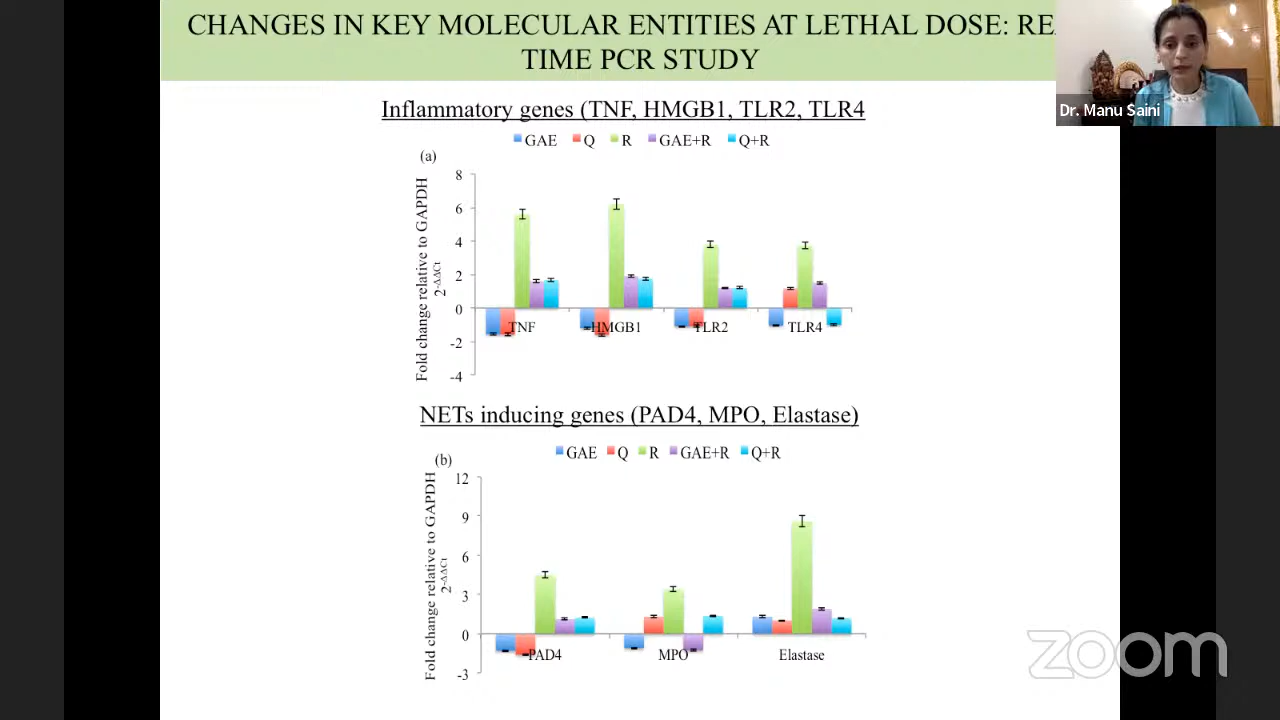 CHANGES IN KEY MOLECULAR ENTITIES AT LETHAL DOSE: RE
TIME PCR STUDY
Dr. Manu Saini
Inflammatory genes (TNF, HMGB1, TLR2, TLR4
GAE Q R GAE+R Q+R
(a)
Fold change relative to GAPDH
2^-ΔΔCt
8
6
4
2
0
-2
-4
TNF HMGB1 TLR2 TLR4
NETs inducing genes (PAD4, MPO, Elastase)
GAE Q R GAE+R Q+R
(b)
Fold change relative to GAPDH
2^-ΔΔCt
12
9
6
3
0
-3
PAD4 MPO Elastase
zoom